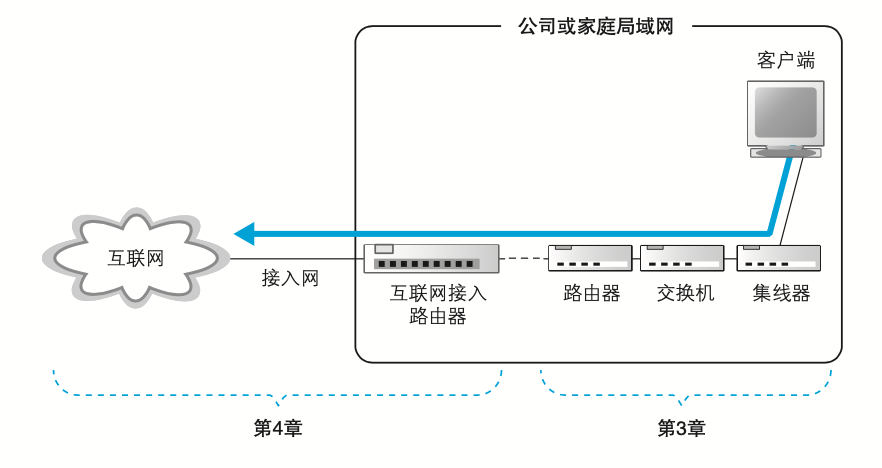 公司或家庭局域网
客户端
互联网
接入网
互联网接入
路由器
路由器
交换机
集线器
第4章
第3章